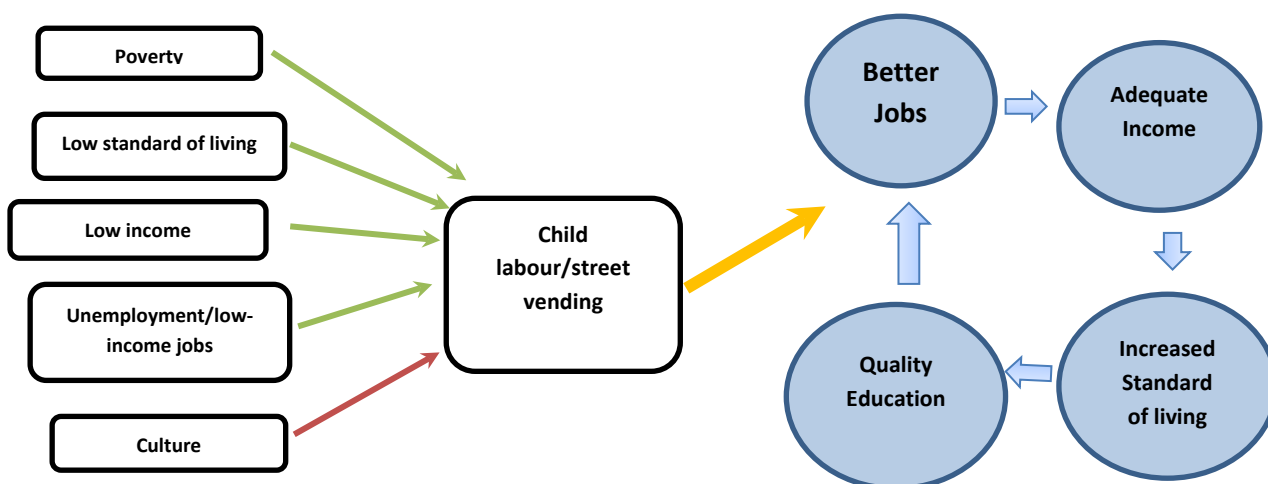 Poverty
Low standard of living
Low income
Unemployment/low-
income jobs
Culture
Child
labour/street
vending
Better
Jobs
Adequate
Income
Increased
Standard
of living
Quality
Education